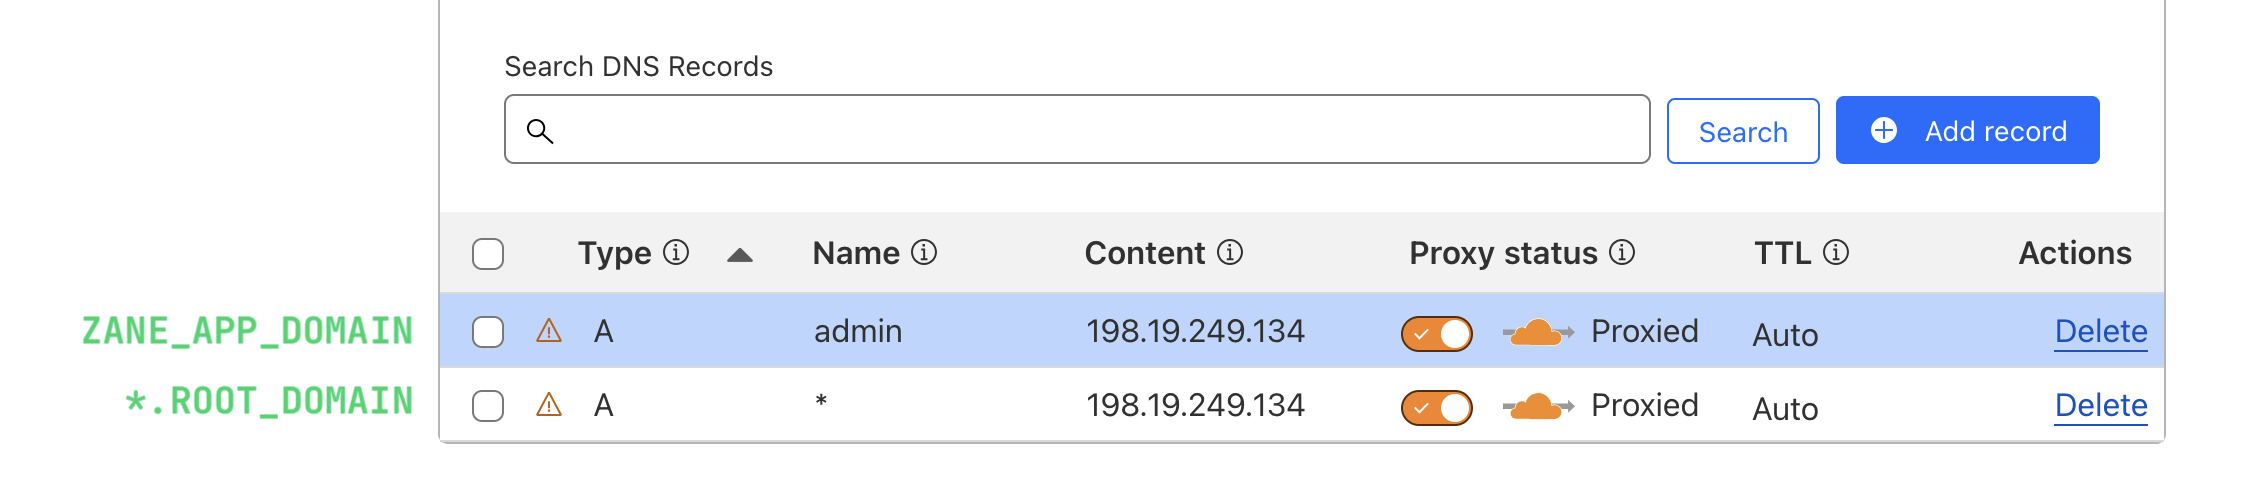 Search DNS Records
Search
Add record
Type Name Content Proxy status TTL Actions
ZANE_APP_DOMAIN A admin 198.19.249.134 Proxied Auto Delete
*.ROOT_DOMAIN A * 198.19.249.134 Proxied Auto Delete